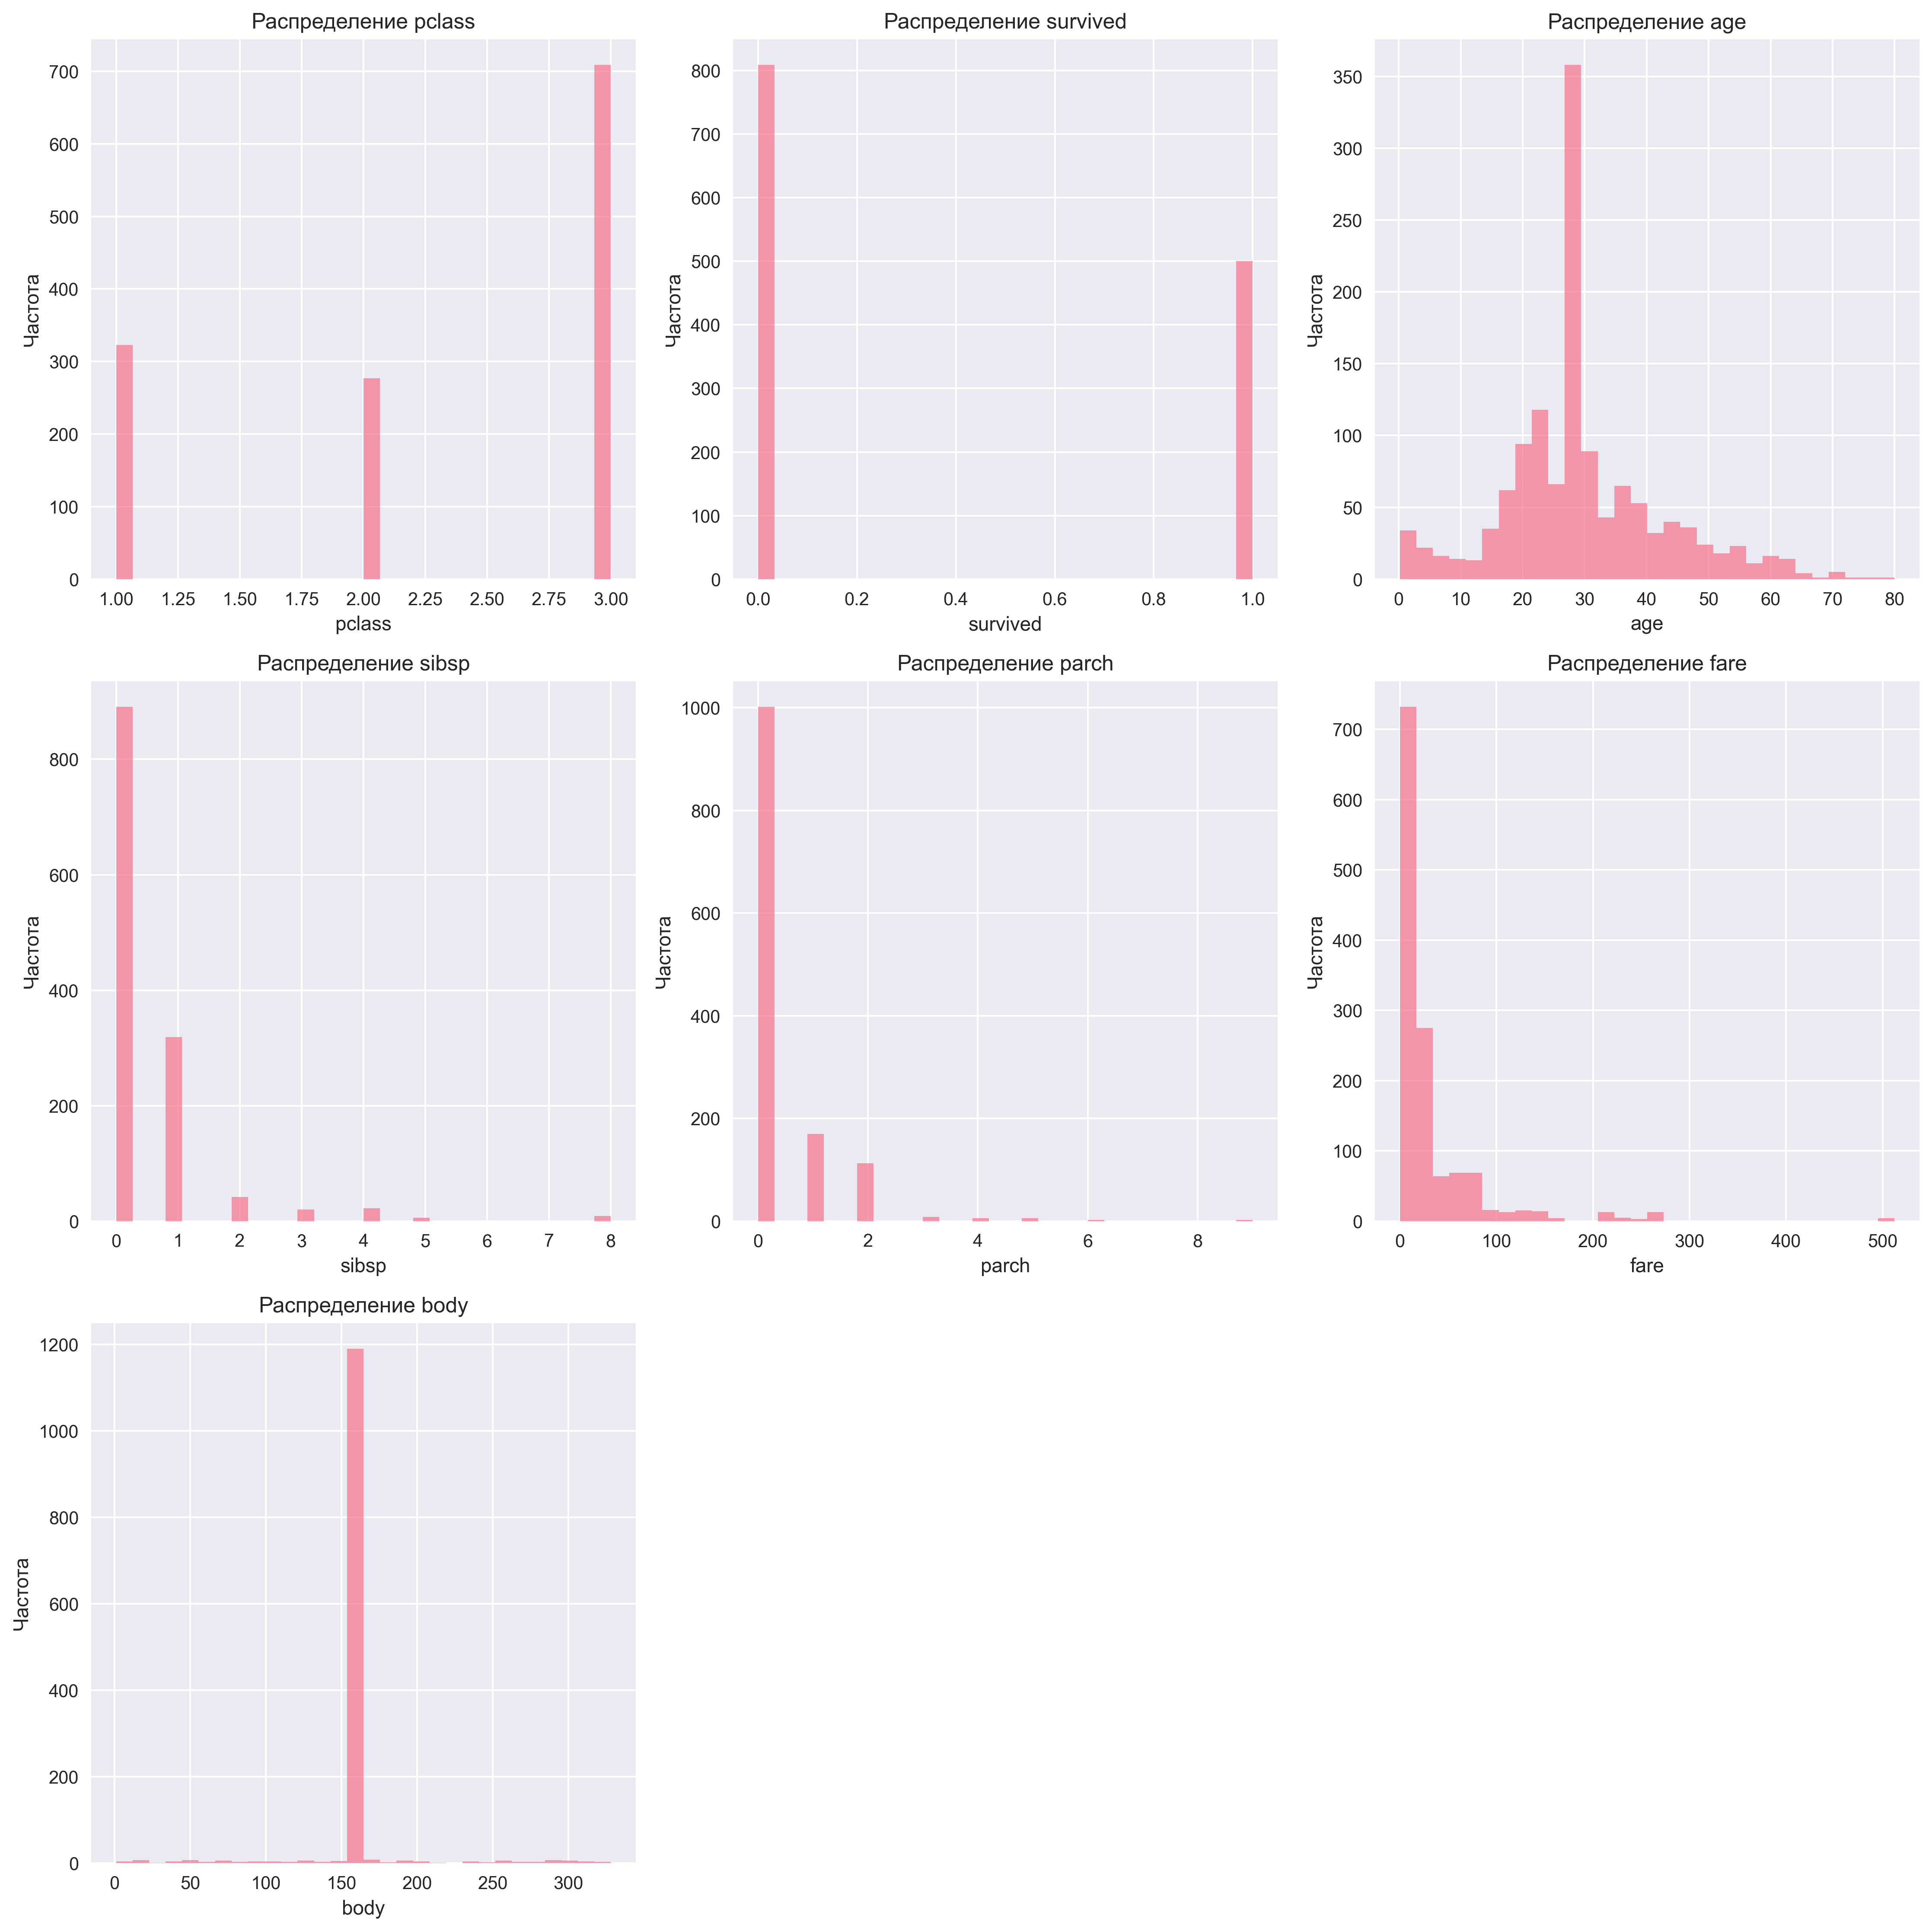 Распределение pclass
Частота
700
600
500
400
300
200
100
0
1.00 1.25 1.50 1.75 2.00 2.25 2.50 2.75 3.00
pclass
Распределение survived
Частота
800
700
600
500
400
300
200
100
0
0.0 0.2 0.4 0.6 0.8 1.0
survived
Распределение age
Частота
350
300
250
200
150
100
50
0
0 10 20 30 40 50 60 70 80
age
Распределение sibsp
Частота
800
600
400
200
0
0 1 2 3 4 5 6 7 8
sibsp
Распределение parch
Частота
1000
800
600
400
200
0
0 2 4 6 8
parch
Распределение fare
Частота
700
600
500
400
300
200
100
0
0 100 200 300 400 500
fare
Распределение body
Частота
1200
1000
800
600
400
200
0
0 50 100 150 200 250 300
body